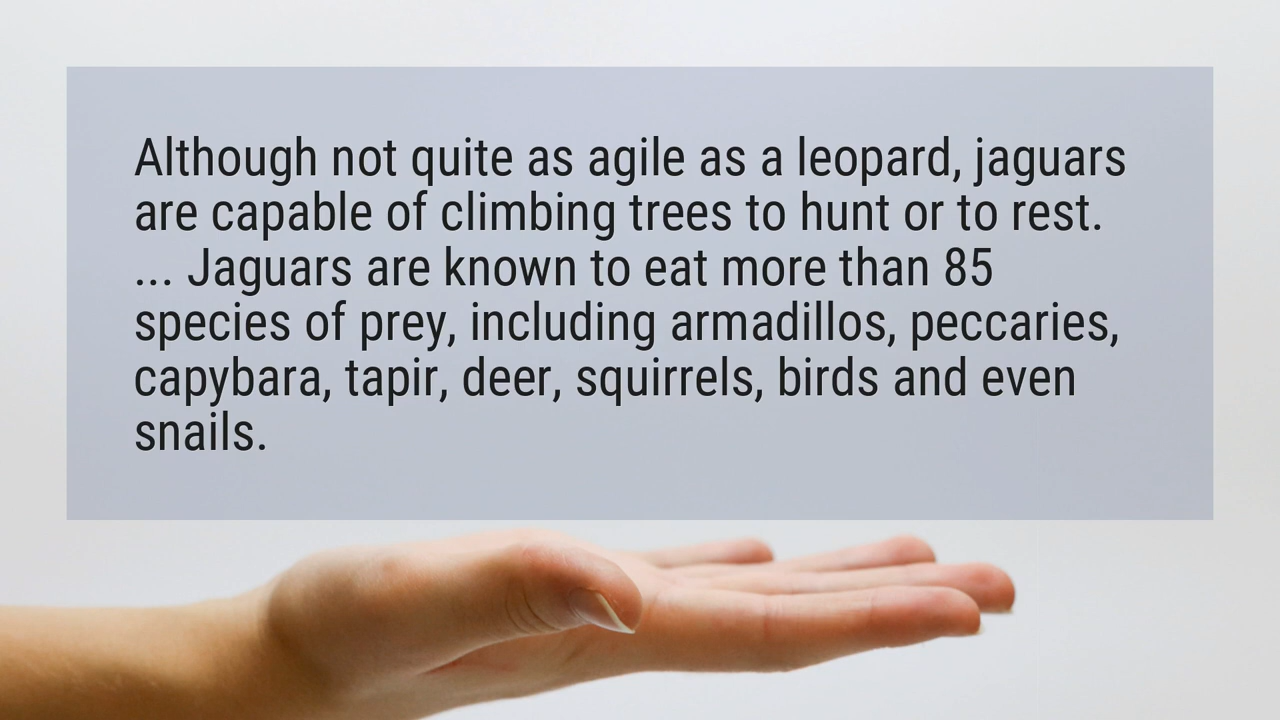 Although not quite as agile as a leopard, jaguars
are capable of climbing trees to hunt or to rest.
... Jaguars are known to eat more than 85
species of prey, including armadillos, peccaries,
capybara, tapir, deer, squirrels, birds and even
snails.